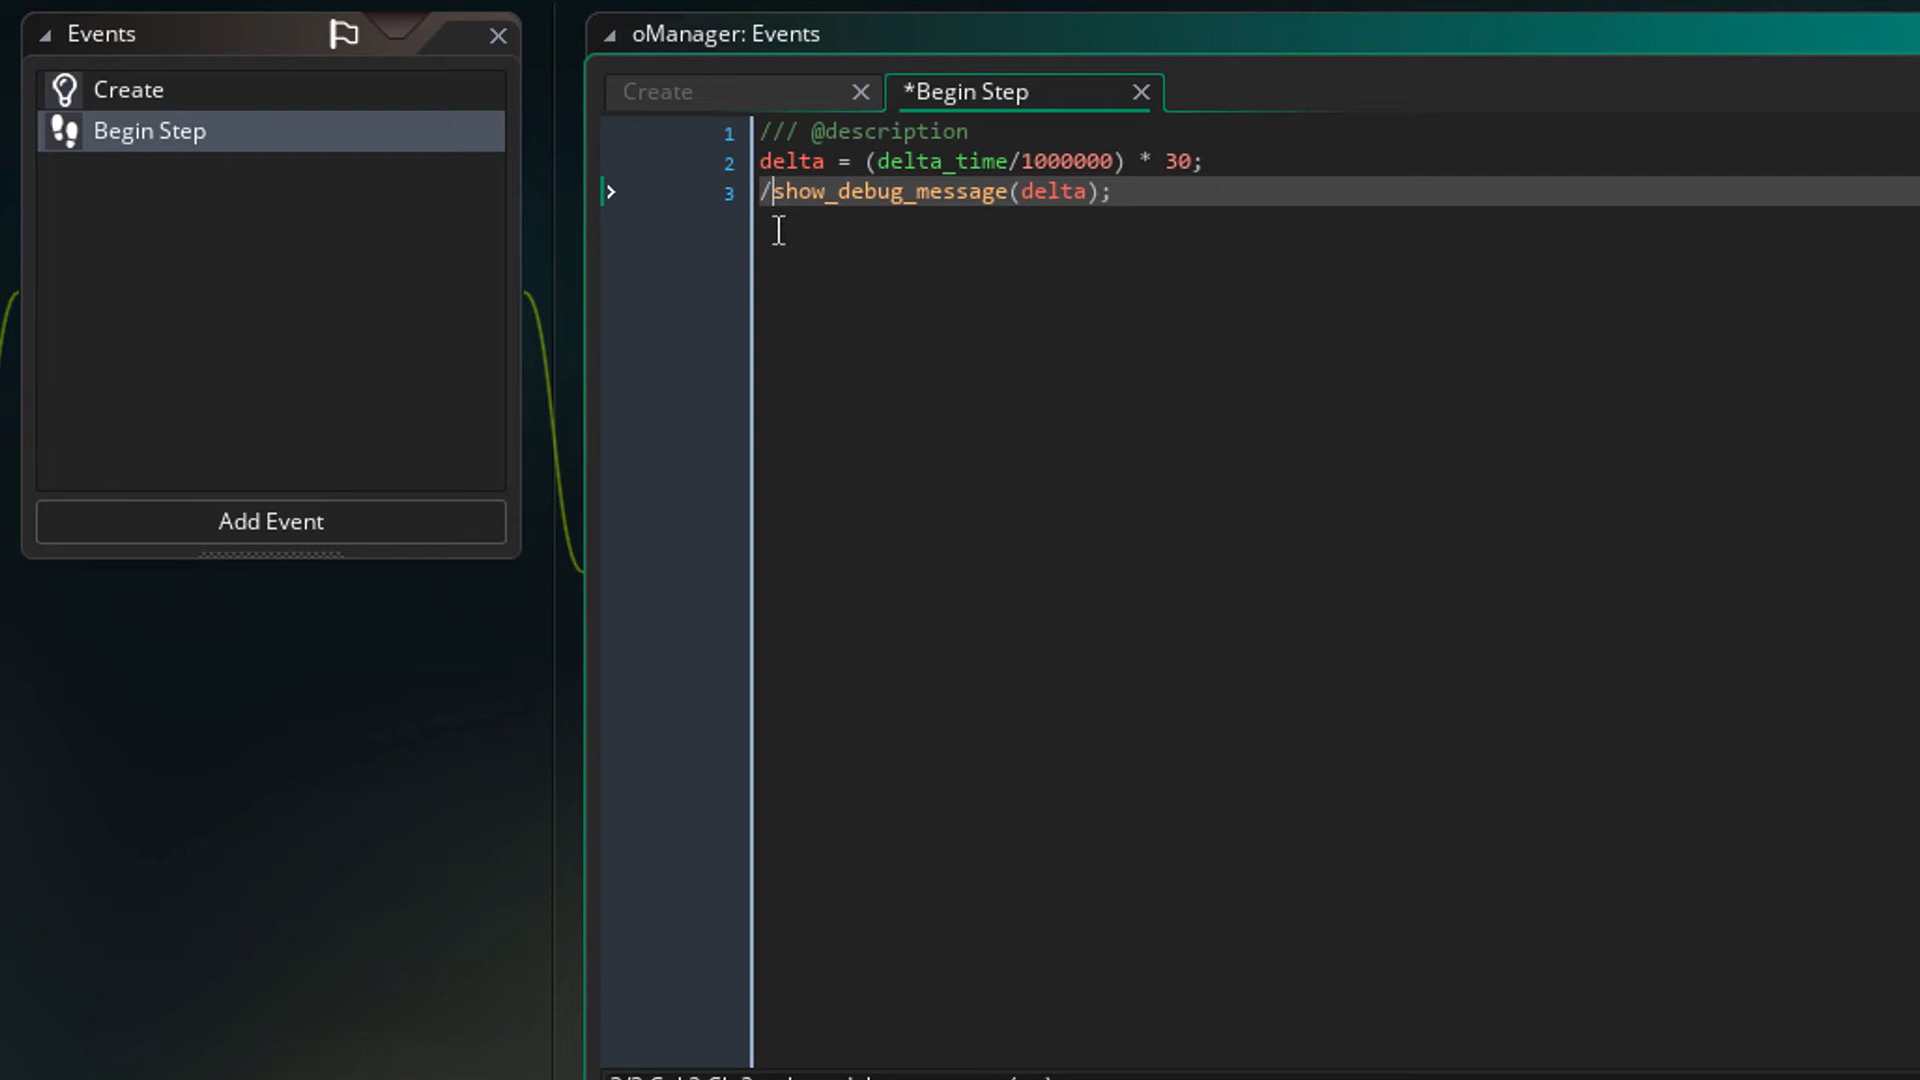 Events
Create
Begin Step
Add Event
oManager: Events
Create
*Begin Step
1 /// @description
2 delta = (delta_time/1000000) * 30;
3 /show_debug_message(delta);